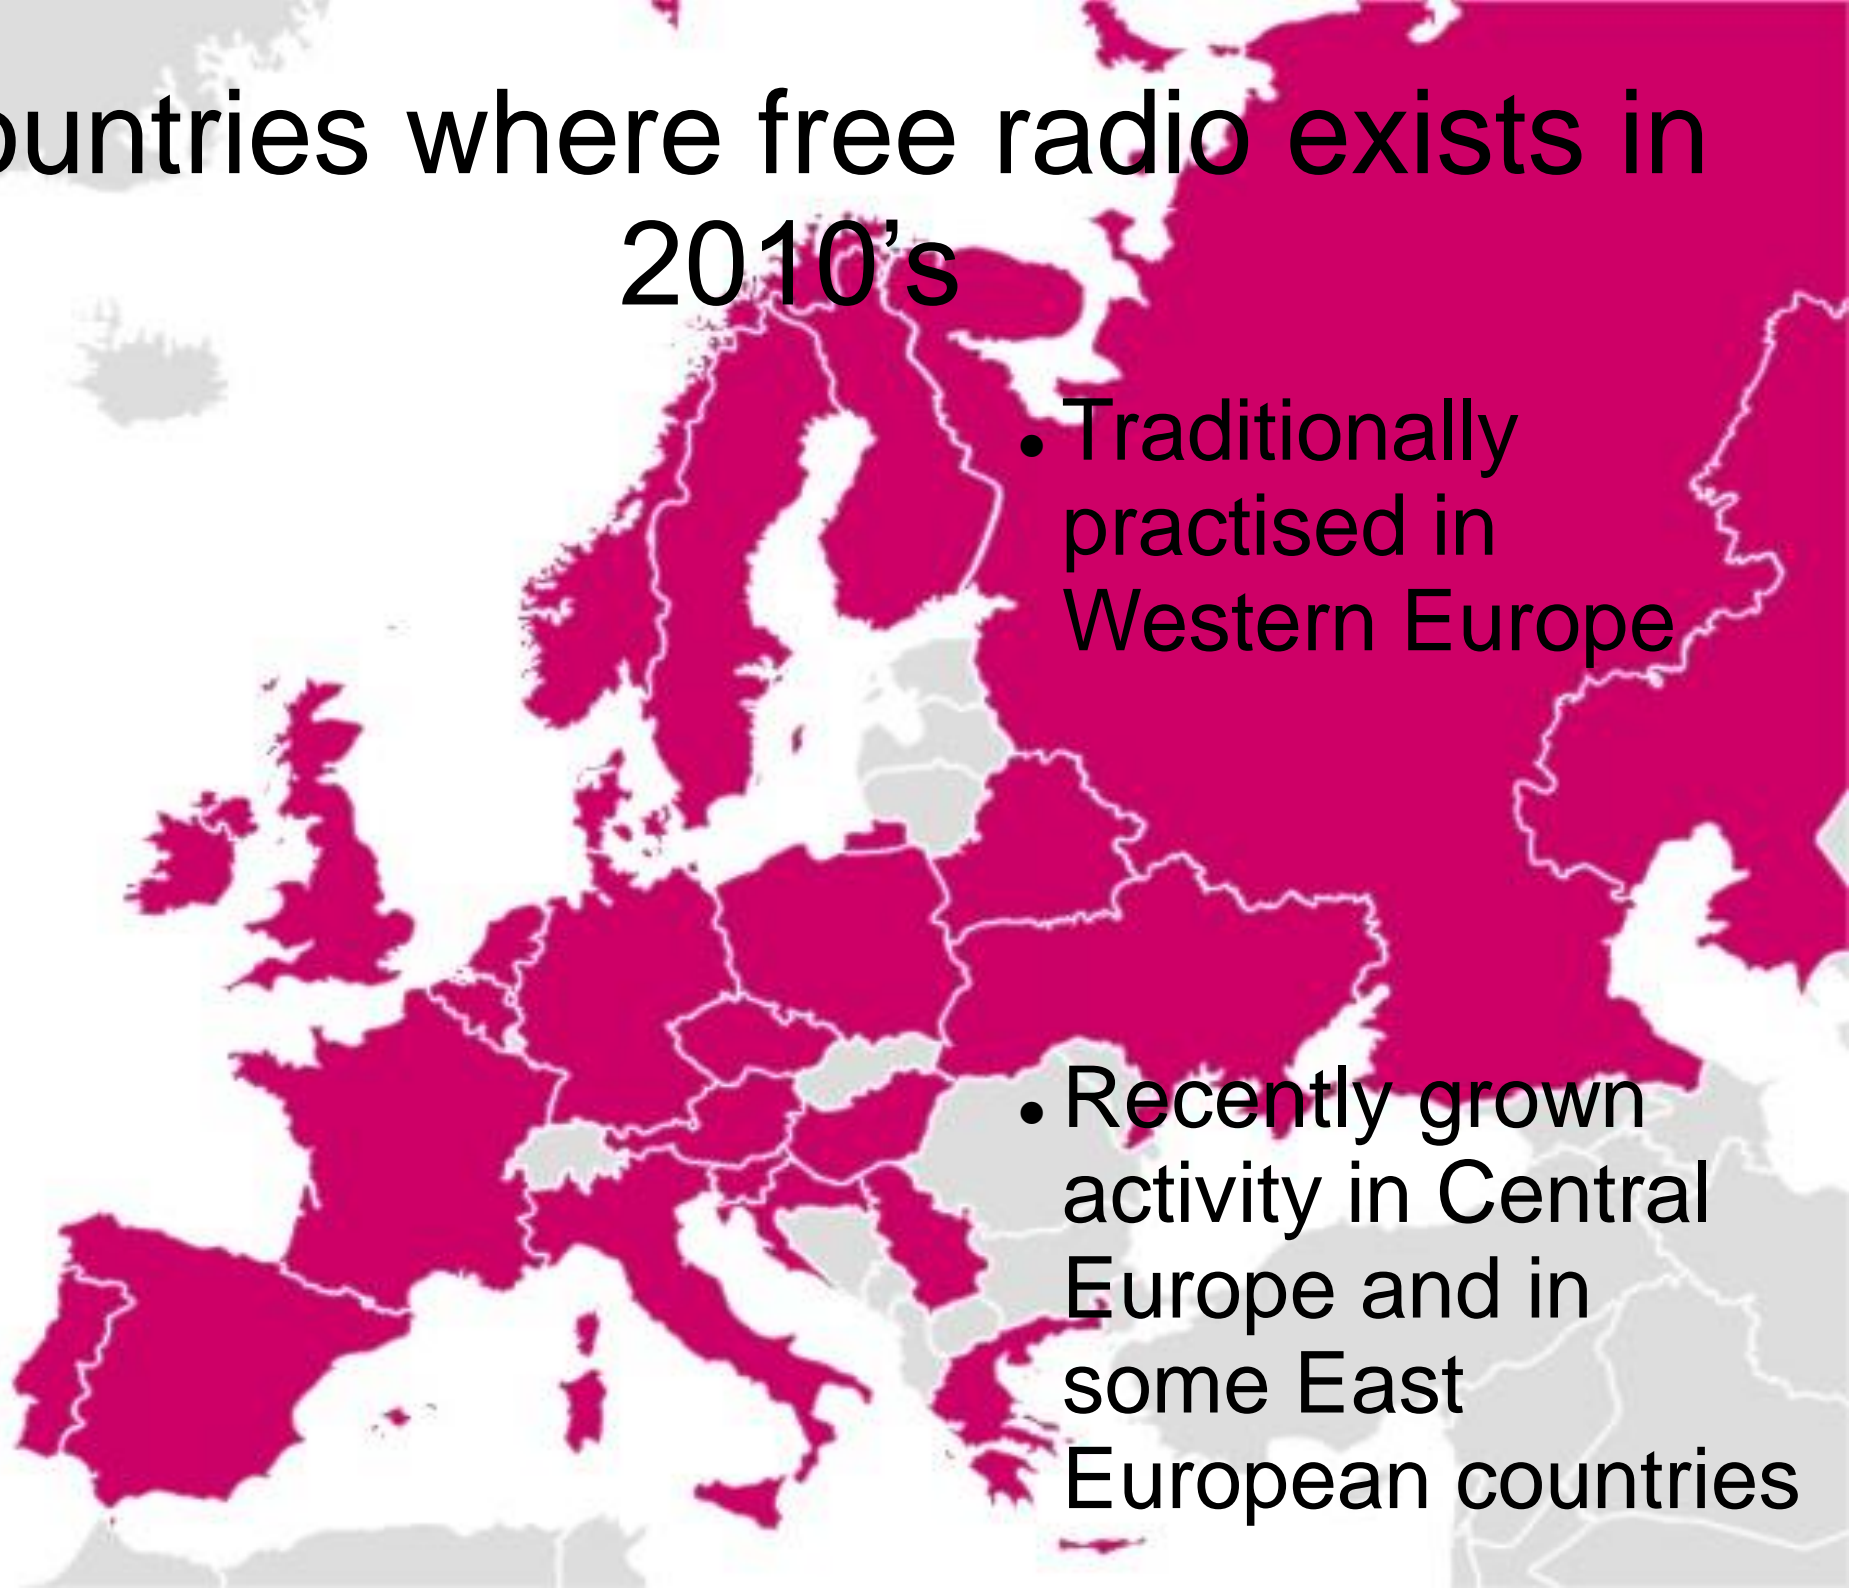 ountries where free radio exists in
2010’s
• Traditionally
practised in
Western Europe
• Recently grown
activity in Central
Europe and in
some East
European countries